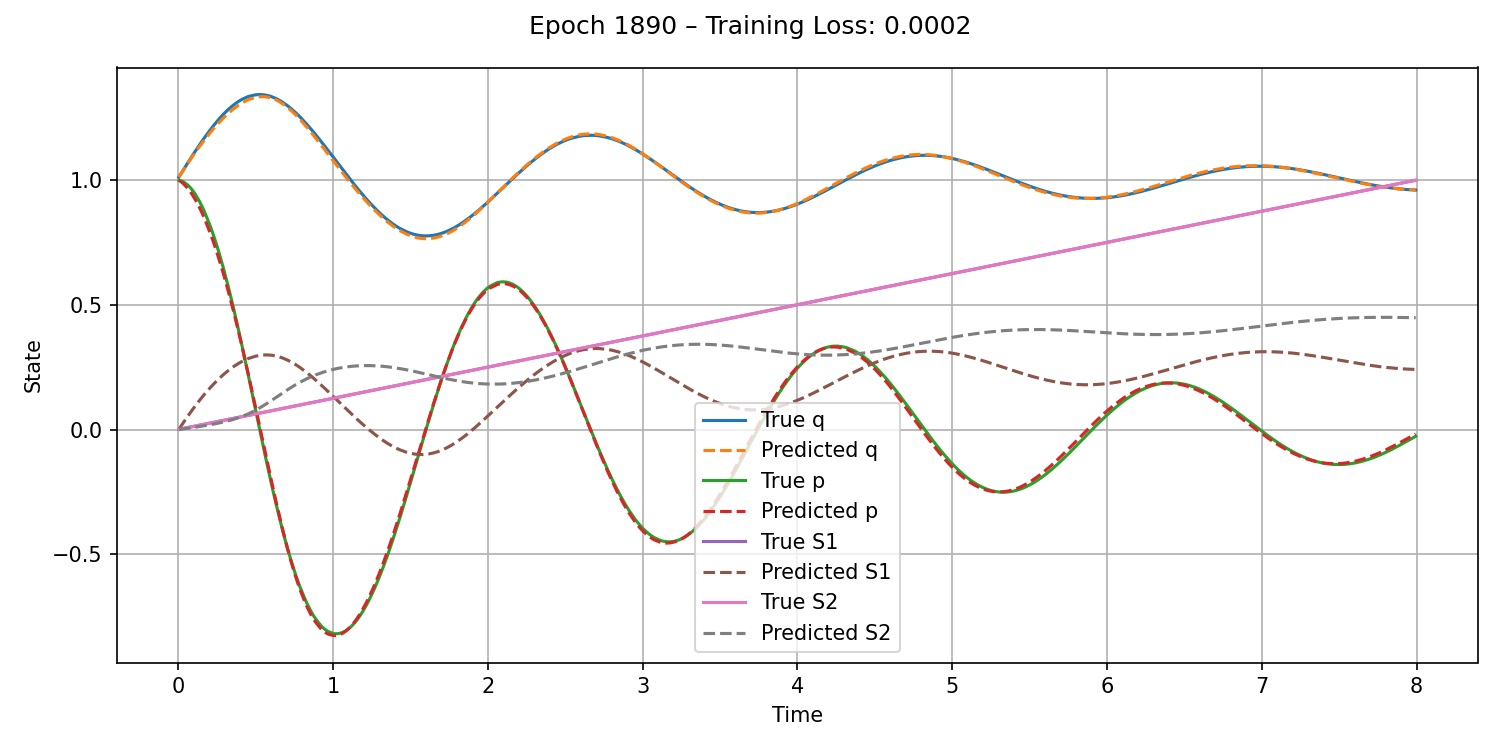 Epoch 1890 – Training Loss: 0.0002
State
1.0
0.5
0.0
−0.5
True q
Predicted q
True p
Predicted p
True S1
Predicted S1
True S2
Predicted S2
0 1 2 3 4 5 6 7 8
Time